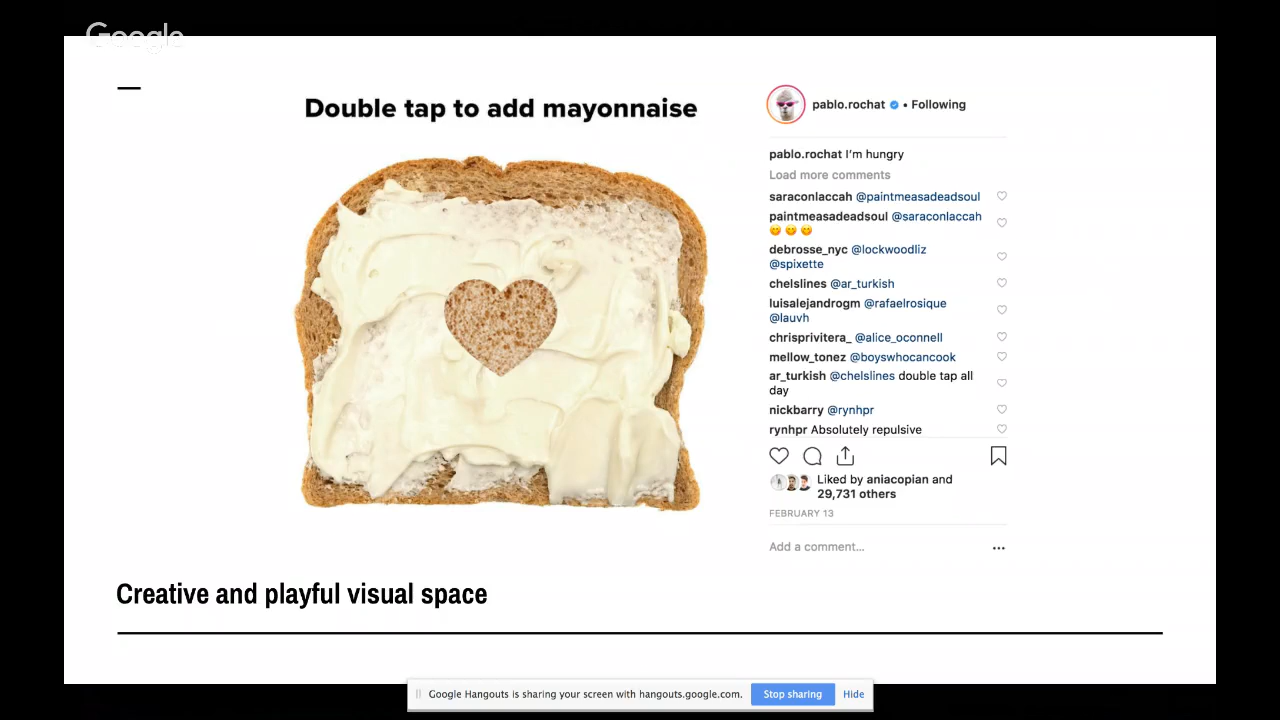 Google
Double tap to add mayonnaise
pablo.rochat • Following
pablo.rochat I'm hungry
Load more comments
saraconlaccah @paintmeasadeadsoul
paintmeasadeadsoul @saraconlaccah
😋 😋 😋
debrosse_nyc @lockwoodliz
@spixette
chelslines @ar_turkish
luisalejandrogm @rafaelrosique
@lauvh
chrisprivitera_ @alice_oconnell
mellow_tonez @boyswhocancook
ar_turkish @chelslines double tap all
day
nickbarry @rynhpr
rynhpr Absolutely repulsive
Liked by aniacopian and
29,731 others
FEBRUARY 13
Add a comment...
Creative and playful visual space
Google Hangouts is sharing your screen with hangouts.google.com. Stop sharing Hide